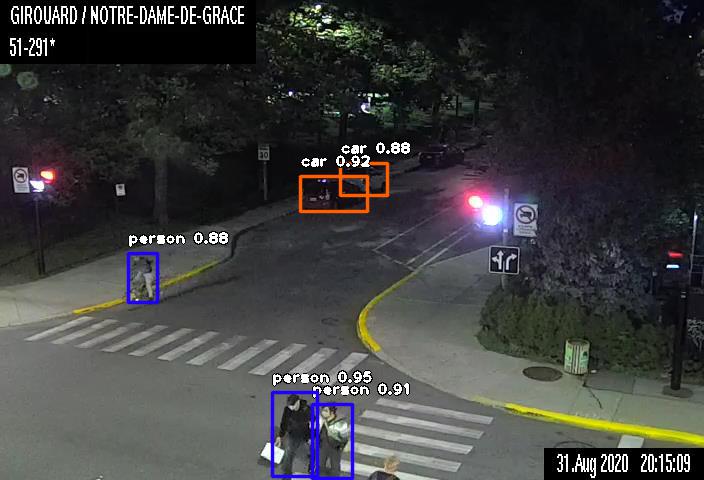 GIROUARD / NOTRE-DAME-DE-GRACE
51-291*
car 0.88
car 0.92
30
person 0.88
person 0.95
person 0.91
31.Aug 2020 20:15:09